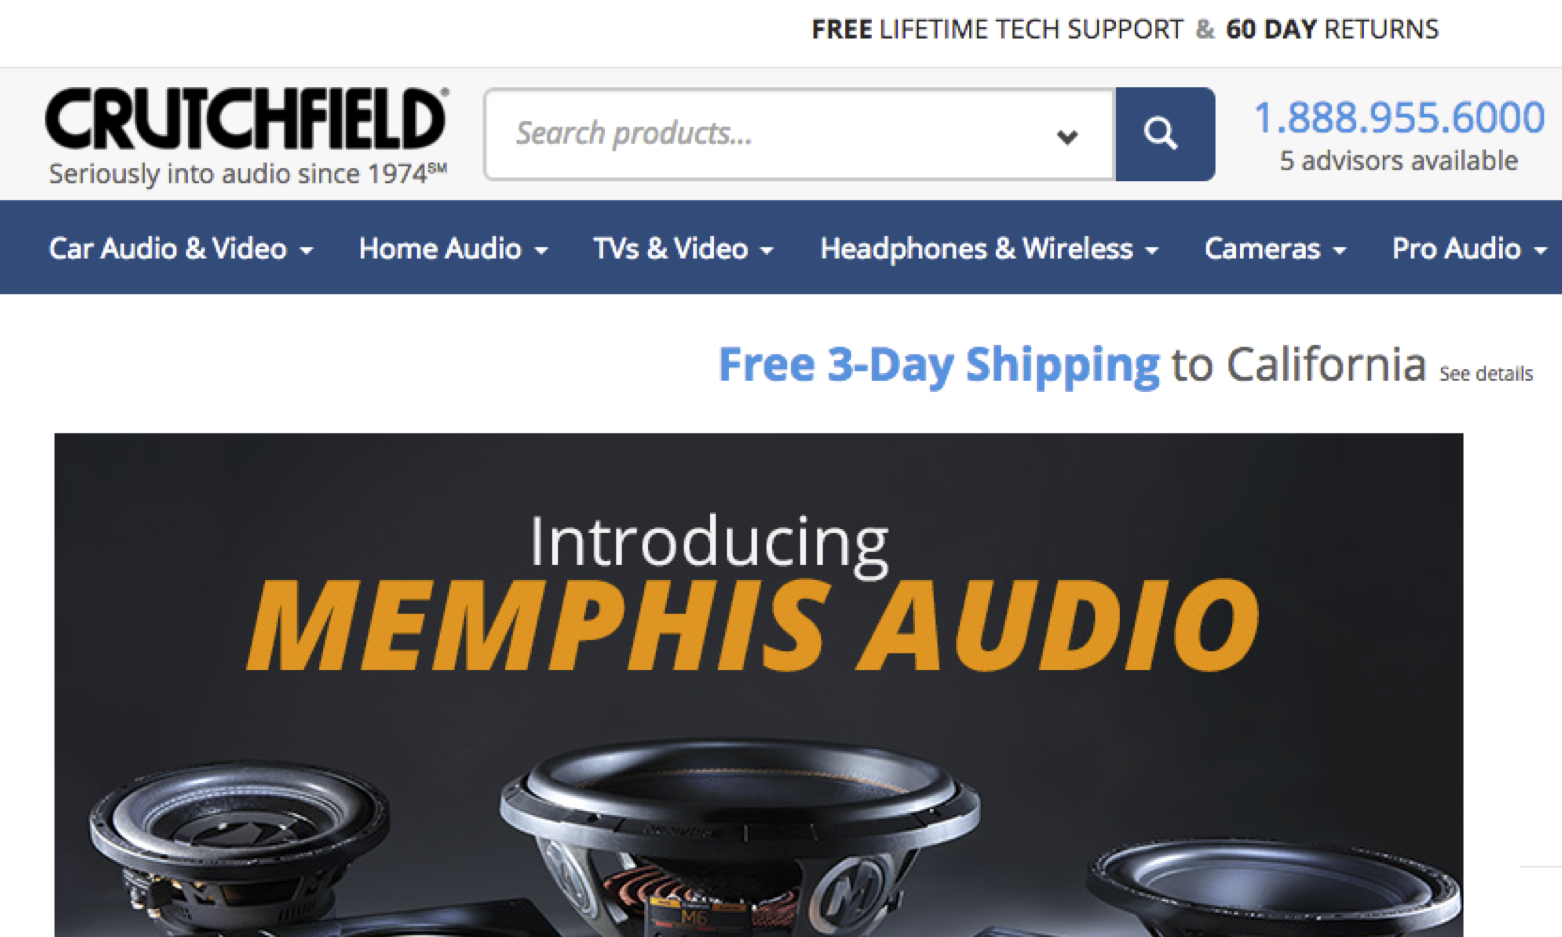 FREE LIFETIME TECH SUPPORT & 60 DAY RETURNS
CRUTCHFIELD®
Seriously into audio since 1974℠
Search products...
1.888.955.6000
5 advisors available
Car Audio & Video Home Audio TVs & Video Headphones & Wireless Cameras Pro Audio
Free 3-Day Shipping to California See details
Introducing
MEMPHIS AUDIO
M
M6